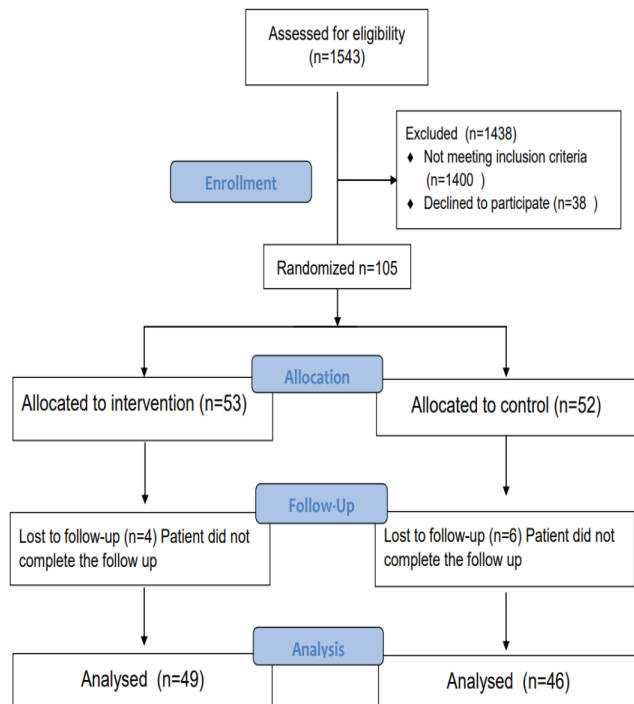 Assessed for eligibility
(n=1543)
Excluded (n=1438)
♦ Not meeting inclusion criteria
(n=1400 )
♦ Declined to participate (n=38 )
Enrollment
Randomized n=105
Allocation
Allocated to intervention (n=53)
Allocated to control (n=52)
Follow-Up
Lost to follow-up (n=4) Patient did not
complete the follow up
Lost to follow-up (n=6) Patient did not
complete the follow up
Analysis
Analysed (n=49)
Analysed (n=46)